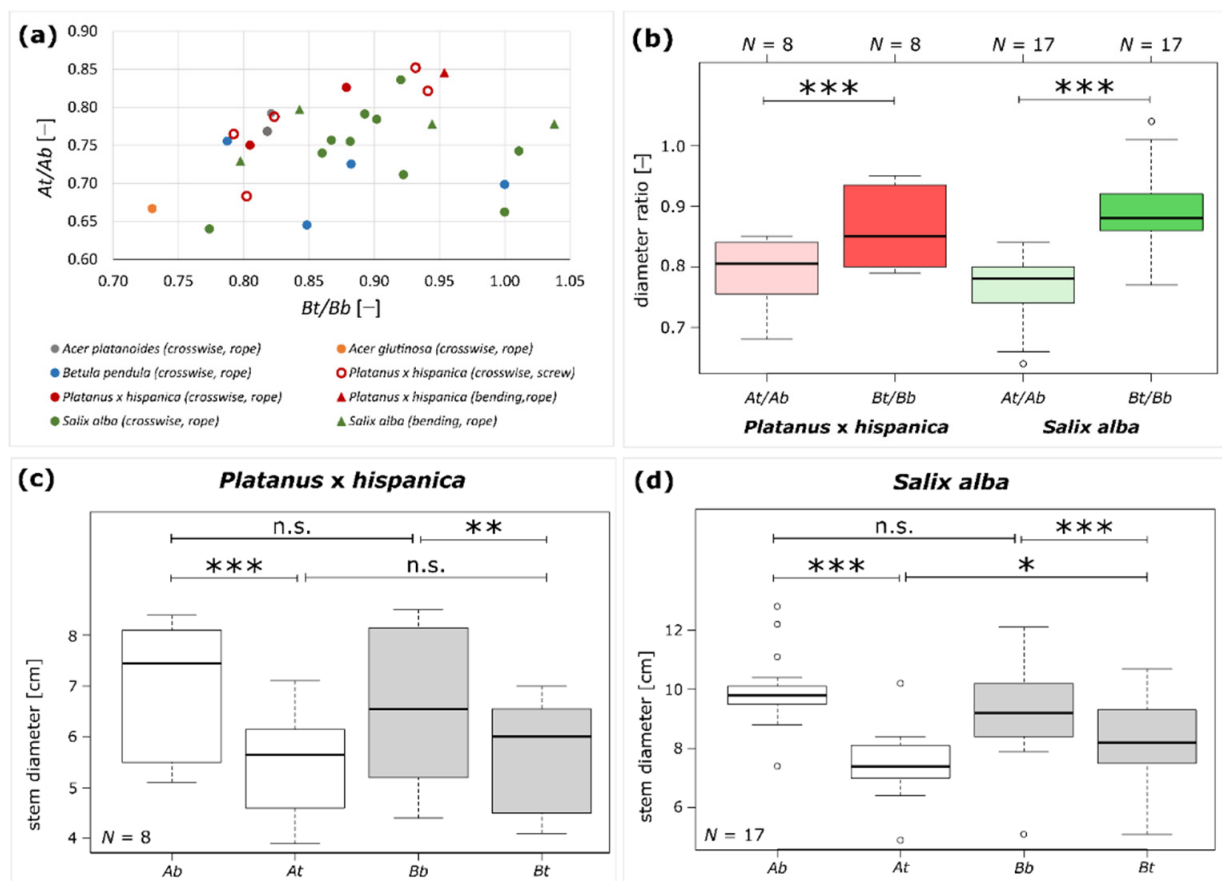 (a)
0.90
0.85
0.80
0.75
0.70
0.65
0.60
At/Ab [–]
0.70 0.75 0.80 0.85 0.90 0.95 1.00 1.05
Bt/Bb [–]
Acer platanoides (crosswise, rope) Acer glutinosa (crosswise, rope)
Betula pendula (crosswise, rope) Platanus x hispanica (crosswise, screw)
Platanus x hispanica (crosswise, rope) Platanus x hispanica (bending,rope)
Salix alba (crosswise, rope) Salix alba (bending, rope)
(b)
N = 8 N = 8 N = 17 N = 17
*** ***
1.0
0.9
0.8
0.7
diameter ratio [–]
At/Ab Bt/Bb At/Ab Bt/Bb
Platanus x hispanica Salix alba
(c)
Platanus x hispanica
n.s. **
*** n.s.
8
7
6
5
4
stem diameter [cm]
N = 8
Ab At Bb Bt
(d)
Salix alba
n.s. ***
*** *
12
10
8
6
stem diameter [cm]
N = 17
Ab At Bb Bt